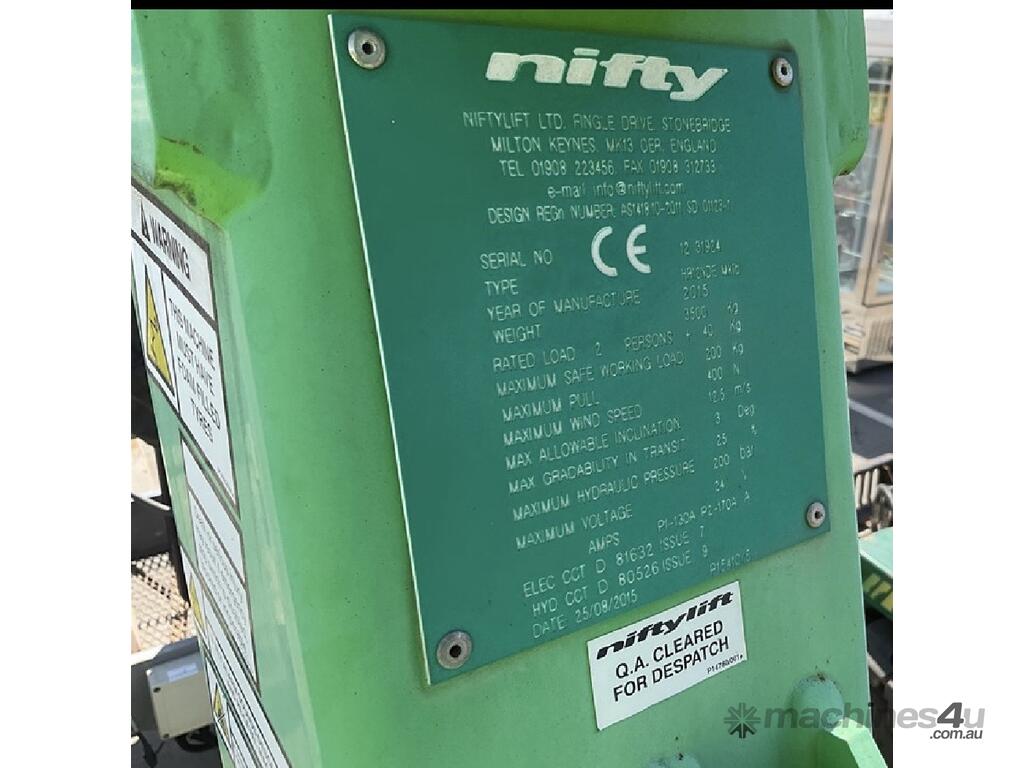 nifty
NIFTYLIFT LTD. FINGLE DRIVE, STONEBRIDGE
MILTON KEYNES, MK13 0ER, ENGLAND
TEL 01908 223456, FAX 01908 312733
e-mail info@niftylift.com
DESIGN REGn NUMBER. AS1418.10-2011 SD 01123-1
CE
SERIAL NO 12 31924
TYPE
YEAR OF MANUFACTURE 2015
WEIGHT 3500 Kg
RATED LOAD 2 PERSONS + 40 Kg
MAXIMUM SAFE WORKING LOAD 200 Kg
MAXIMUM PULL 400 N
MAXIMUM WIND SPEED 12.5 m/s
MAX ALLOWABLE INCLINATION 3 Deg
MAX GRADABILITY IN TRANSIT 25 %
MAXIMUM HYDRAULIC PRESSURE 200 bar
MAXIMUM VOLTAGE 24 V
AMPS P1-130A P2-170A A
ELEC CCT D 81632 ISSUE 7
HYD CCT D 80526 ISSUE 9
DATE 25/08/2015
niftylift
Q.A. CLEARED
FOR DESPATCH
P14780/001
WARNING
THIS MACHINE
MUST HAVE
FOAM FILLED
TYRES
machines4u
.com.au